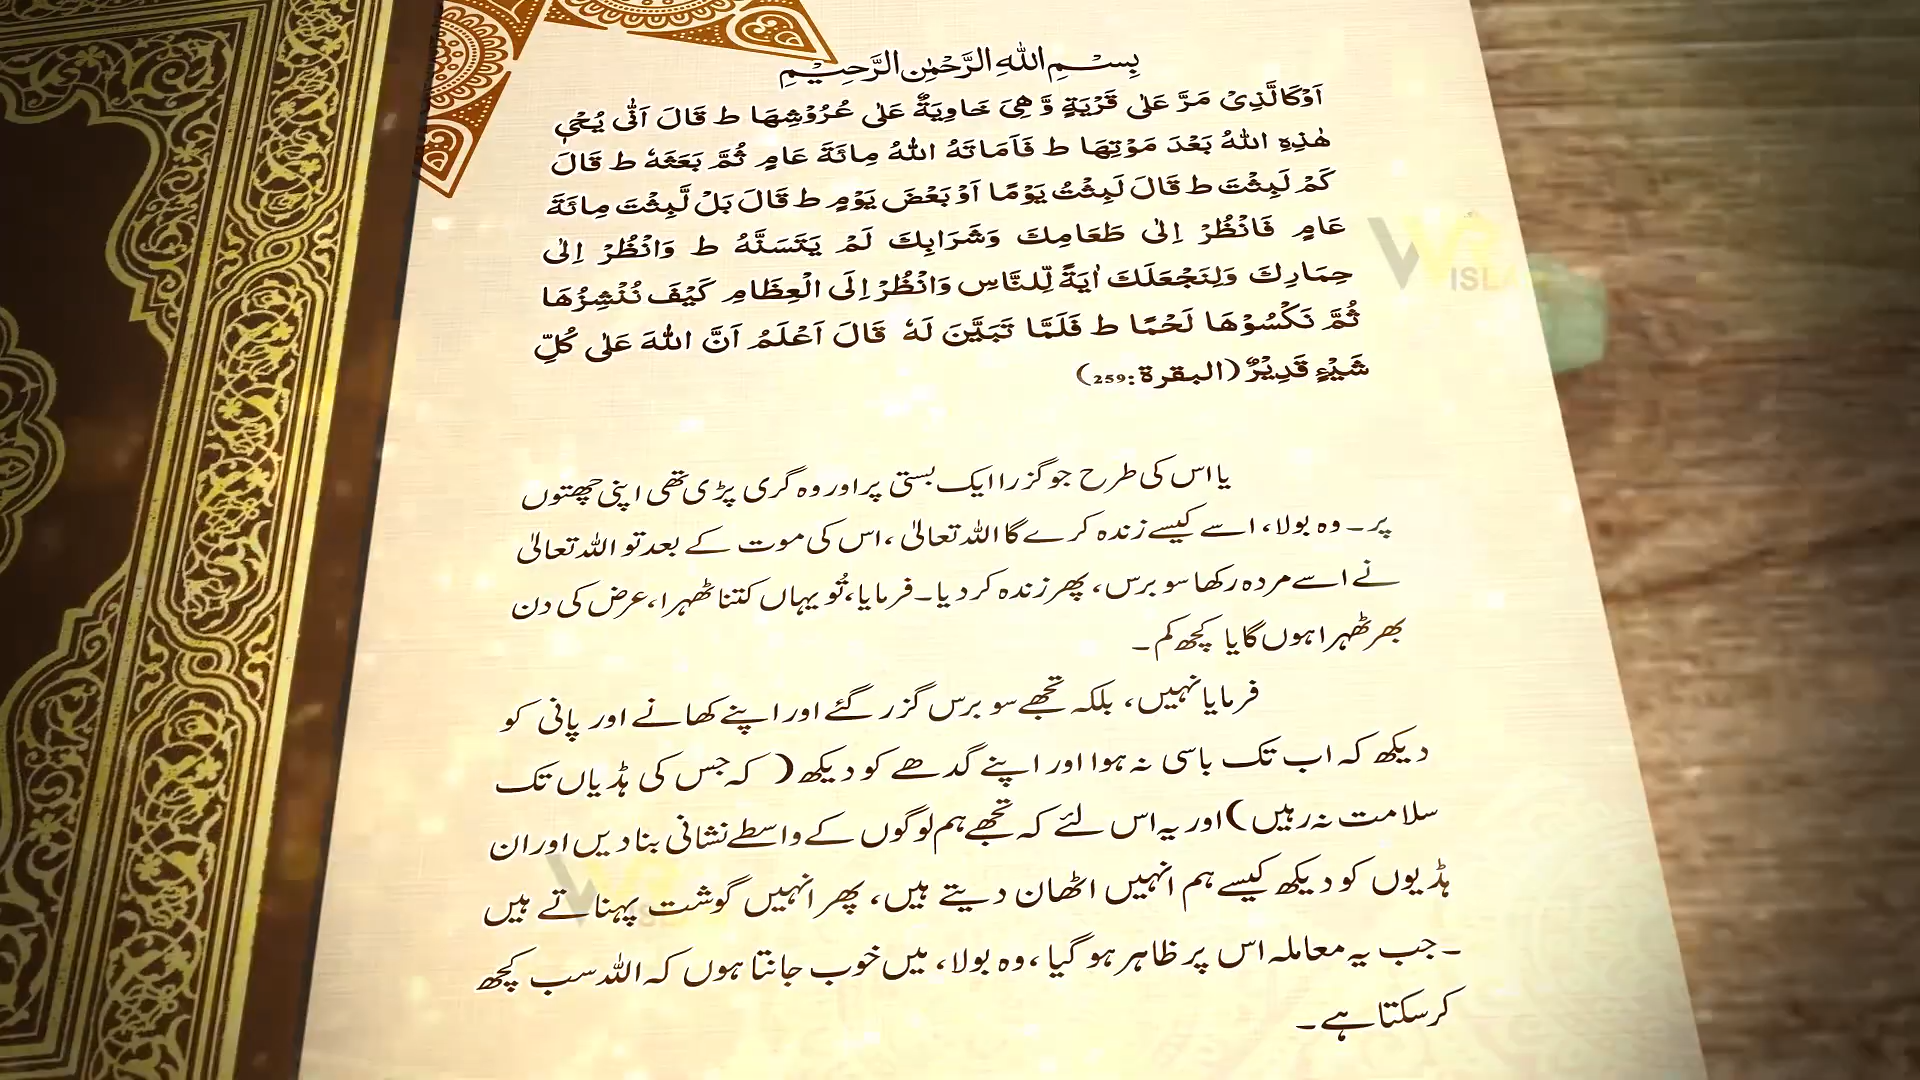 بِسْمِ اللّٰهِ الرَّحْمٰنِ الرَّحِیْمِ
اَوْ کَالَّذِیْ مَرَّ عَلٰی قَرْیَةٍ وَّ هِیَ خَاوِیَةٌ عَلٰی عُرُوْشِهَا ط قَالَ اَنّٰی یُحْیٖ
هٰذِهِ اللّٰهُ بَعْدَ مَوْتِهَا ط فَاَمَاتَهُ اللّٰهُ مِائَةَ عَامٍ ثُمَّ بَعَثَهٗ ط قَالَ
کَمْ لَبِثْتَ ط قَالَ لَبِثْتُ یَوْمًا اَوْ بَعْضَ یَوْمٍ ط قَالَ بَلْ لَّبِثْتَ مِائَةَ
عَامٍ فَانْظُرْ اِلٰی طَعَامِكَ وَشَرَابِكَ لَمْ یَتَسَنَّهُ ط وَانْظُرْ اِلٰی
حِمَارِكَ وَلِنَجْعَلَكَ اٰیَةً لِّلنَّاسِ وَانْظُرْ اِلَی الْعِظَامِ کَیْفَ نُنْشِزُهَا
ثُمَّ نَکْسُوْهَا لَحْمًا ط فَلَمَّا تَبَیَّنَ لَهٗ قَالَ اَعْلَمُ اَنَّ اللّٰهَ عَلٰی کُلِّ
شَیْءٍ قَدِیْرٌ (البقرة:259)
یا اس کی طرح جو گزرا ایک بستی پر اور وہ گری پڑی تھی اپنی چھتوں
پر۔ وہ بولا، اسے کیسے زندہ کرے گا اللہ تعالیٰ ،اس کی موت کے بعد تو اللہ تعالیٰ
نے اسے مردہ رکھا سو برس، پھر زندہ کر دیا۔ فرمایا، تُو یہاں کتنا ٹھہرا، عرض کی دن
بھر ٹھہرا ہوں گا یا کچھ کم۔
فرمایا نہیں، بلکہ تجھے سو برس گزر گئے اور اپنے کھانے اور پانی کو
دیکھ کہ اب تک باسی نہ ہوا اور اپنے گدھے کو دیکھ ( کہ جس کی ہڈیاں تک
سلامت نہ رہیں) اور یہ اس لئے کہ تجھے ہم لوگوں کے واسطے نشانی بنا دیں اور ان
ہڈیوں کو دیکھ کیسے ہم انہیں اٹھان دیتے ہیں، پھر انہیں گوشت پہناتے ہیں
۔ جب یہ معاملہ اس پر ظاہر ہو گیا ، وہ بولا، میں خوب جانتا ہوں کہ اللہ سب کچھ
کر سکتا ہے۔